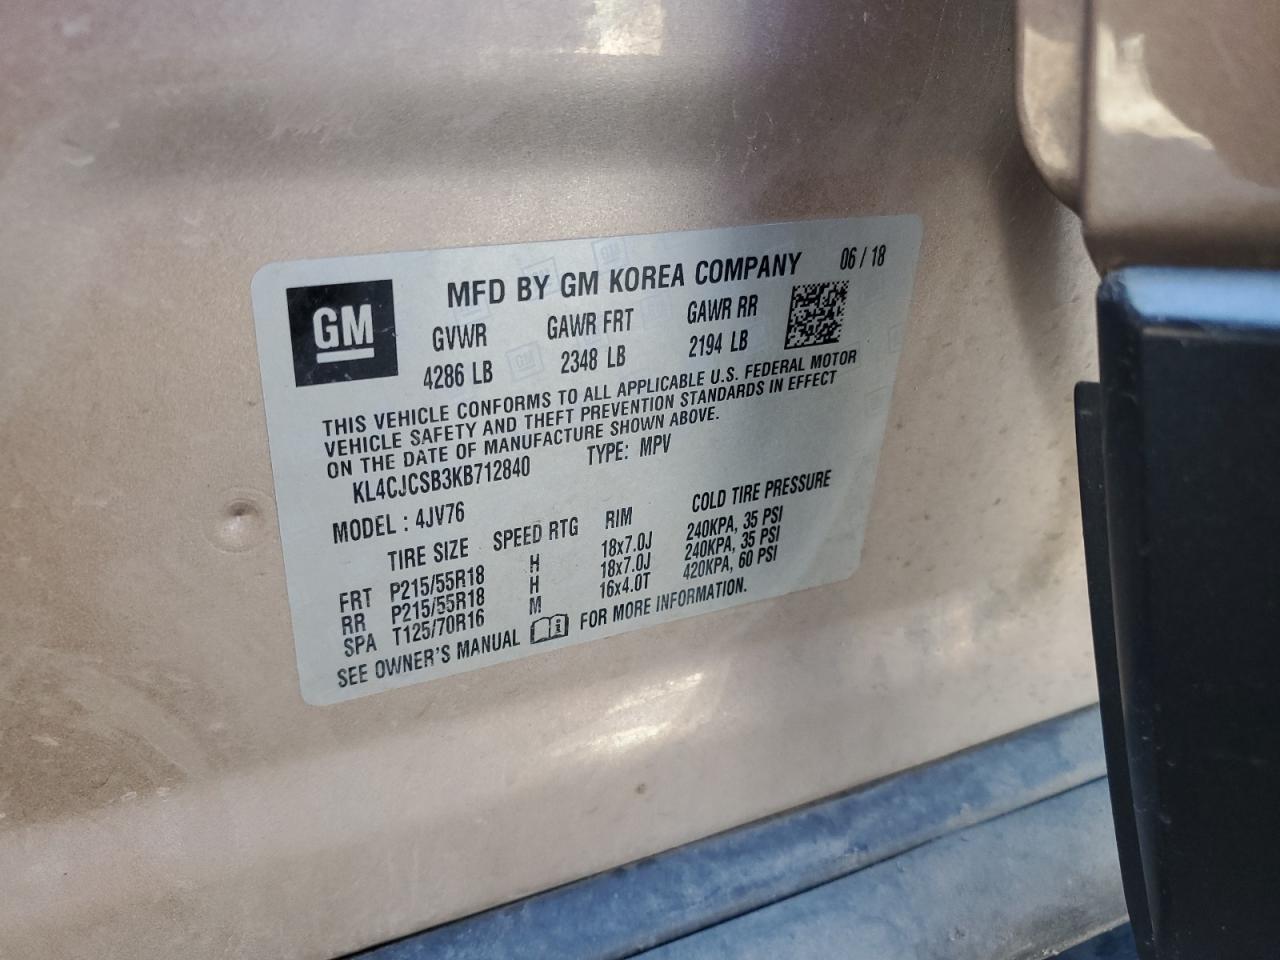 GM
MFD BY GM KOREA COMPANY 06 / 18
GVWR GAWR FRT GAWR RR
4286 LB 2348 LB 2194 LB
THIS VEHICLE CONFORMS TO ALL APPLICABLE U.S. FEDERAL MOTOR
VEHICLE SAFETY AND THEFT PREVENTION STANDARDS IN EFFECT
ON THE DATE OF MANUFACTURE SHOWN ABOVE.
KL4CJCSB3KB712840 TYPE: MPV
MODEL : 4JV76
TIRE SIZE SPEED RTG RIM COLD TIRE PRESSURE
FRT P215/55R18 H 18x7.0J 240KPA, 35 PSI
RR P215/55R18 H 18x7.0J 240KPA, 35 PSI
SPA T125/70R16 M 16x4.0T 420KPA, 60 PSI
SEE OWNER'S MANUAL FOR MORE INFORMATION.